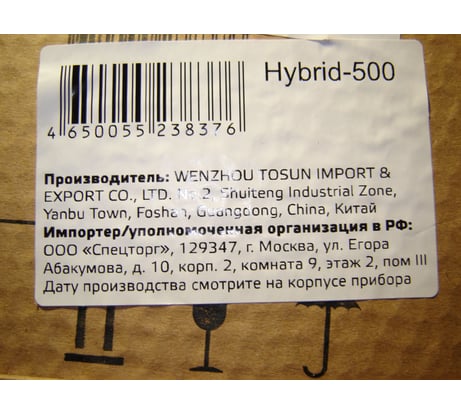 Hybrid-500
4 650055 238376
Производитель: WENZHOU TOSUN IMPORT &
EXPORT CO., LTD. No.2, Shuiteng Industrial Zone,
Yanbu Town, Foshan, Guangdong, China, Китай
Импортер/уполномоченная организация в РФ:
ООО «Спецторг», 129347, г. Москва, ул. Егора
Абакумова, д. 10, корп. 2, комната 9, этаж 2, пом III
Дату производства смотрите на корпусе прибора